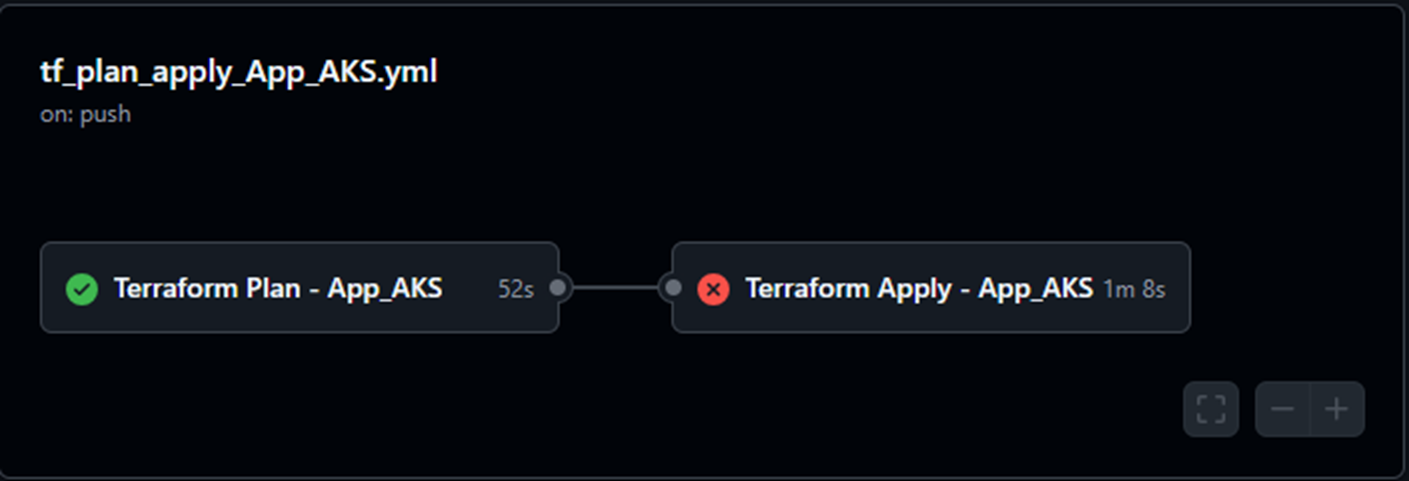 tf_plan_apply_App_AKS.yml
on: push
Terraform Plan - App_AKS 52s
Terraform Apply - App_AKS 1m 8s